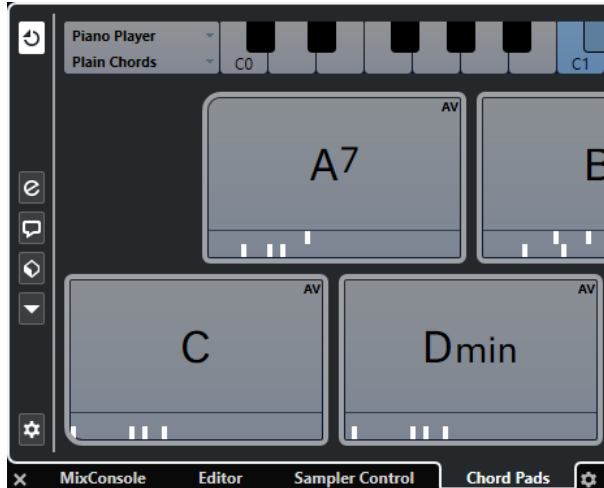 Piano Player
Plain Chords
C0
C1
AV
A7
B
AV
C
AV
Dmin
MixConsole
Editor
Sampler Control
Chord Pads